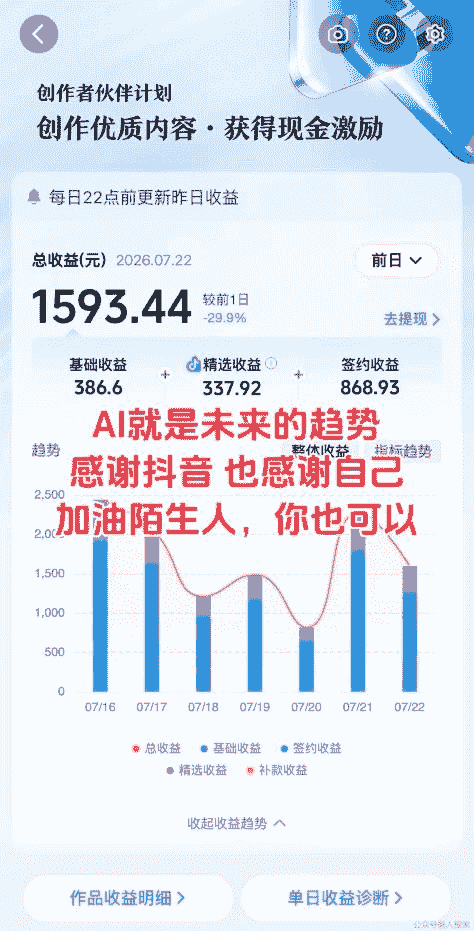 创作者伙伴计划
创作优质内容·获得现金激励
每日22点前更新昨日收益
总收益(元) 2026.07.22
前日
1593.44
较前1日
-29.9%
去提现
基础收益 + 精选收益 + 签约收益
386.6 337.92 868.93
AI就是未来的趋势
趋势 整体收益 指标趋势
感谢抖音 也感谢自己
加油陌生人，你也可以
2,500
2,000
1,500
1,000
500
0
07/16 07/17 07/18 07/19 07/20 07/21 07/22
总收益 基础收益 签约收益
精选收益 补款收益
收起收益趋势
作品收益明细 单日收益诊断